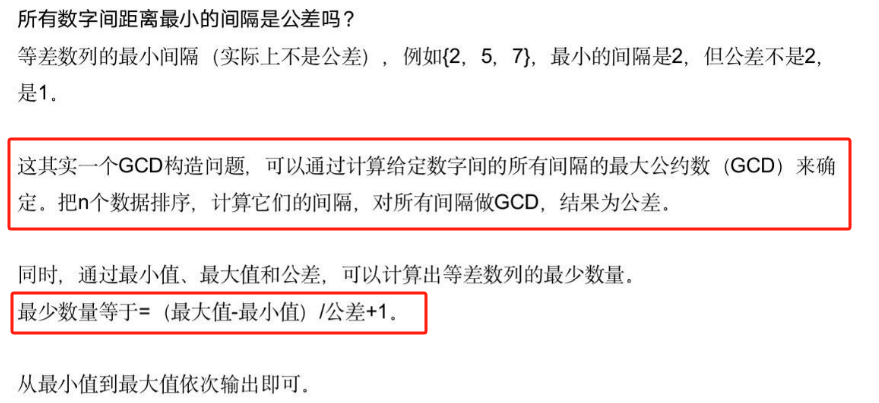 所有数字间距离最小的间隔是公差吗？
等差数列的最小间隔（实际上不是公差），例如{2，5，7}，最小的间隔是2，但公差不是2，
是1。
这其实一个GCD构造问题，可以通过计算给定数字间的所有间隔的最大公约数（GCD）来确
定。把n个数据排序，计算它们的间隔，对所有间隔做GCD，结果为公差。
同时，通过最小值、最大值和公差，可以计算出等差数列的最少数量。
最少数量等于=（最大值-最小值）/公差+1。
从最小值到最大值依次输出即可。